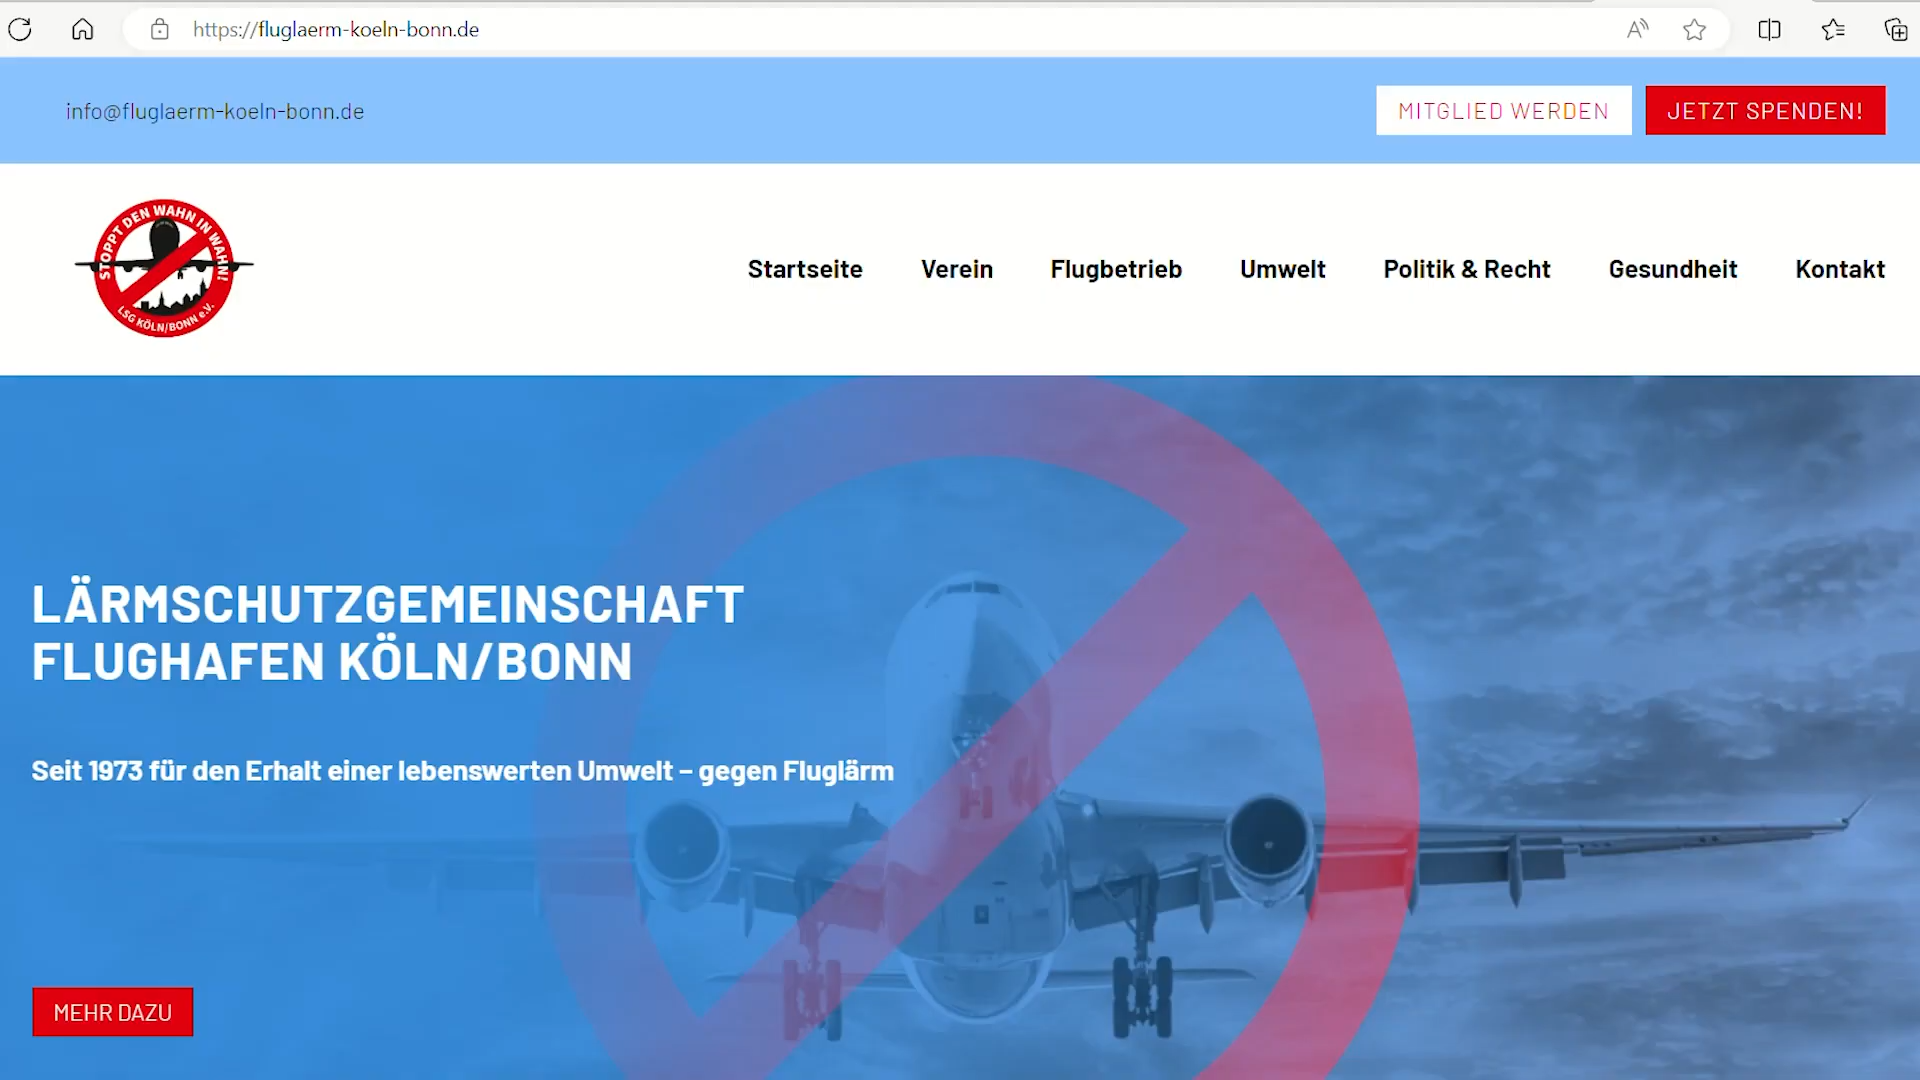 https://fluglaerm-koeln-bonn.de
info@fluglaerm-koeln-bonn.de
MITGLIED WERDEN
JETZT SPENDEN!
STOPPT DEN WAHN IN WAHN!
LSG KÖLN/BONN e.V.
Startseite
Verein
Flugbetrieb
Umwelt
Politik & Recht
Gesundheit
Kontakt
LÄRMSCHUTZGEMEINSCHAFT
FLUGHAFEN KÖLN/BONN
Seit 1973 für den Erhalt einer lebenswerten Umwelt – gegen Fluglärm
MEHR DAZU